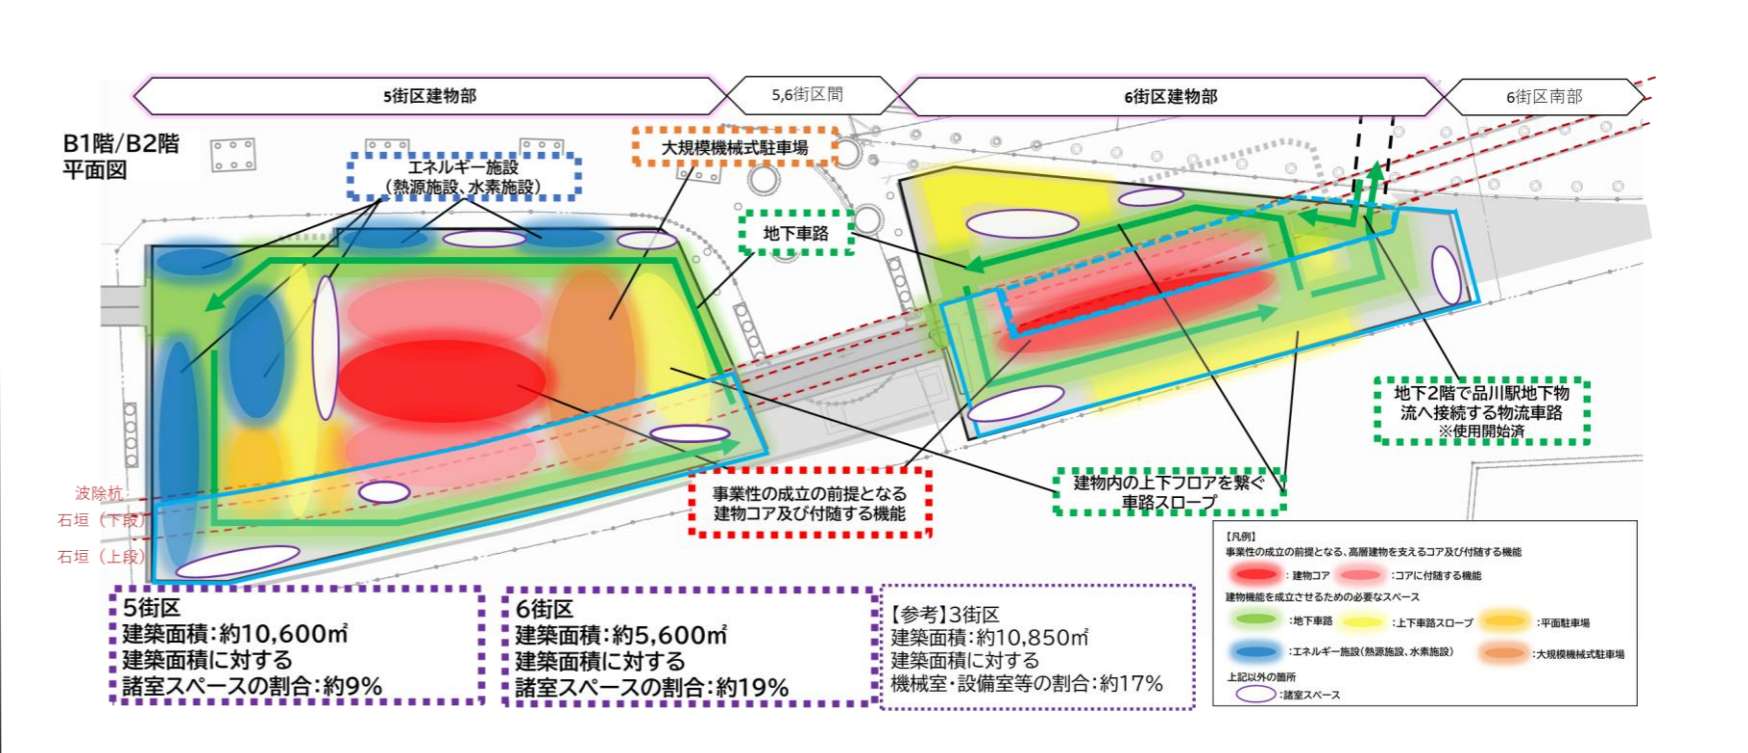 5街区建物部
5,6街区間
6街区建物部
6街区南部
B1階/B2階
平面図
エネルギー施設
（熱源施設、水素施設）
大規模機械式駐車場
地下車路
地下2階で品川駅地下物
流へ接続する物流車路
※使用開始済
建物内の上下フロアを繋ぐ
車路スロープ
事業性の成立の前提となる
建物コア及び付随する機能
波除杭
石垣（下段）
石垣（上段）
5街区
建築面積：約10,600㎡
建築面積に対する
諸室スペースの割合：約9%
6街区
建築面積：約5,600㎡
建築面積に対する
諸室スペースの割合：約19%
【参考】3街区
建築面積：約10,850㎡
建築面積に対する
機械室・設備室等の割合：約17%
【凡例】
事業性の成立の前提となる、高層建物を支えるコア及び付随する機能
：建物コア
：コアに付随する機能
建物機能を成立させるための必要なスペース
：地下車路
：上下車路スロープ
：平面駐車場
：エネルギー施設（熱源施設、水素施設）
：大規模機械式駐車場
上記以外の箇所
：諸室スペース